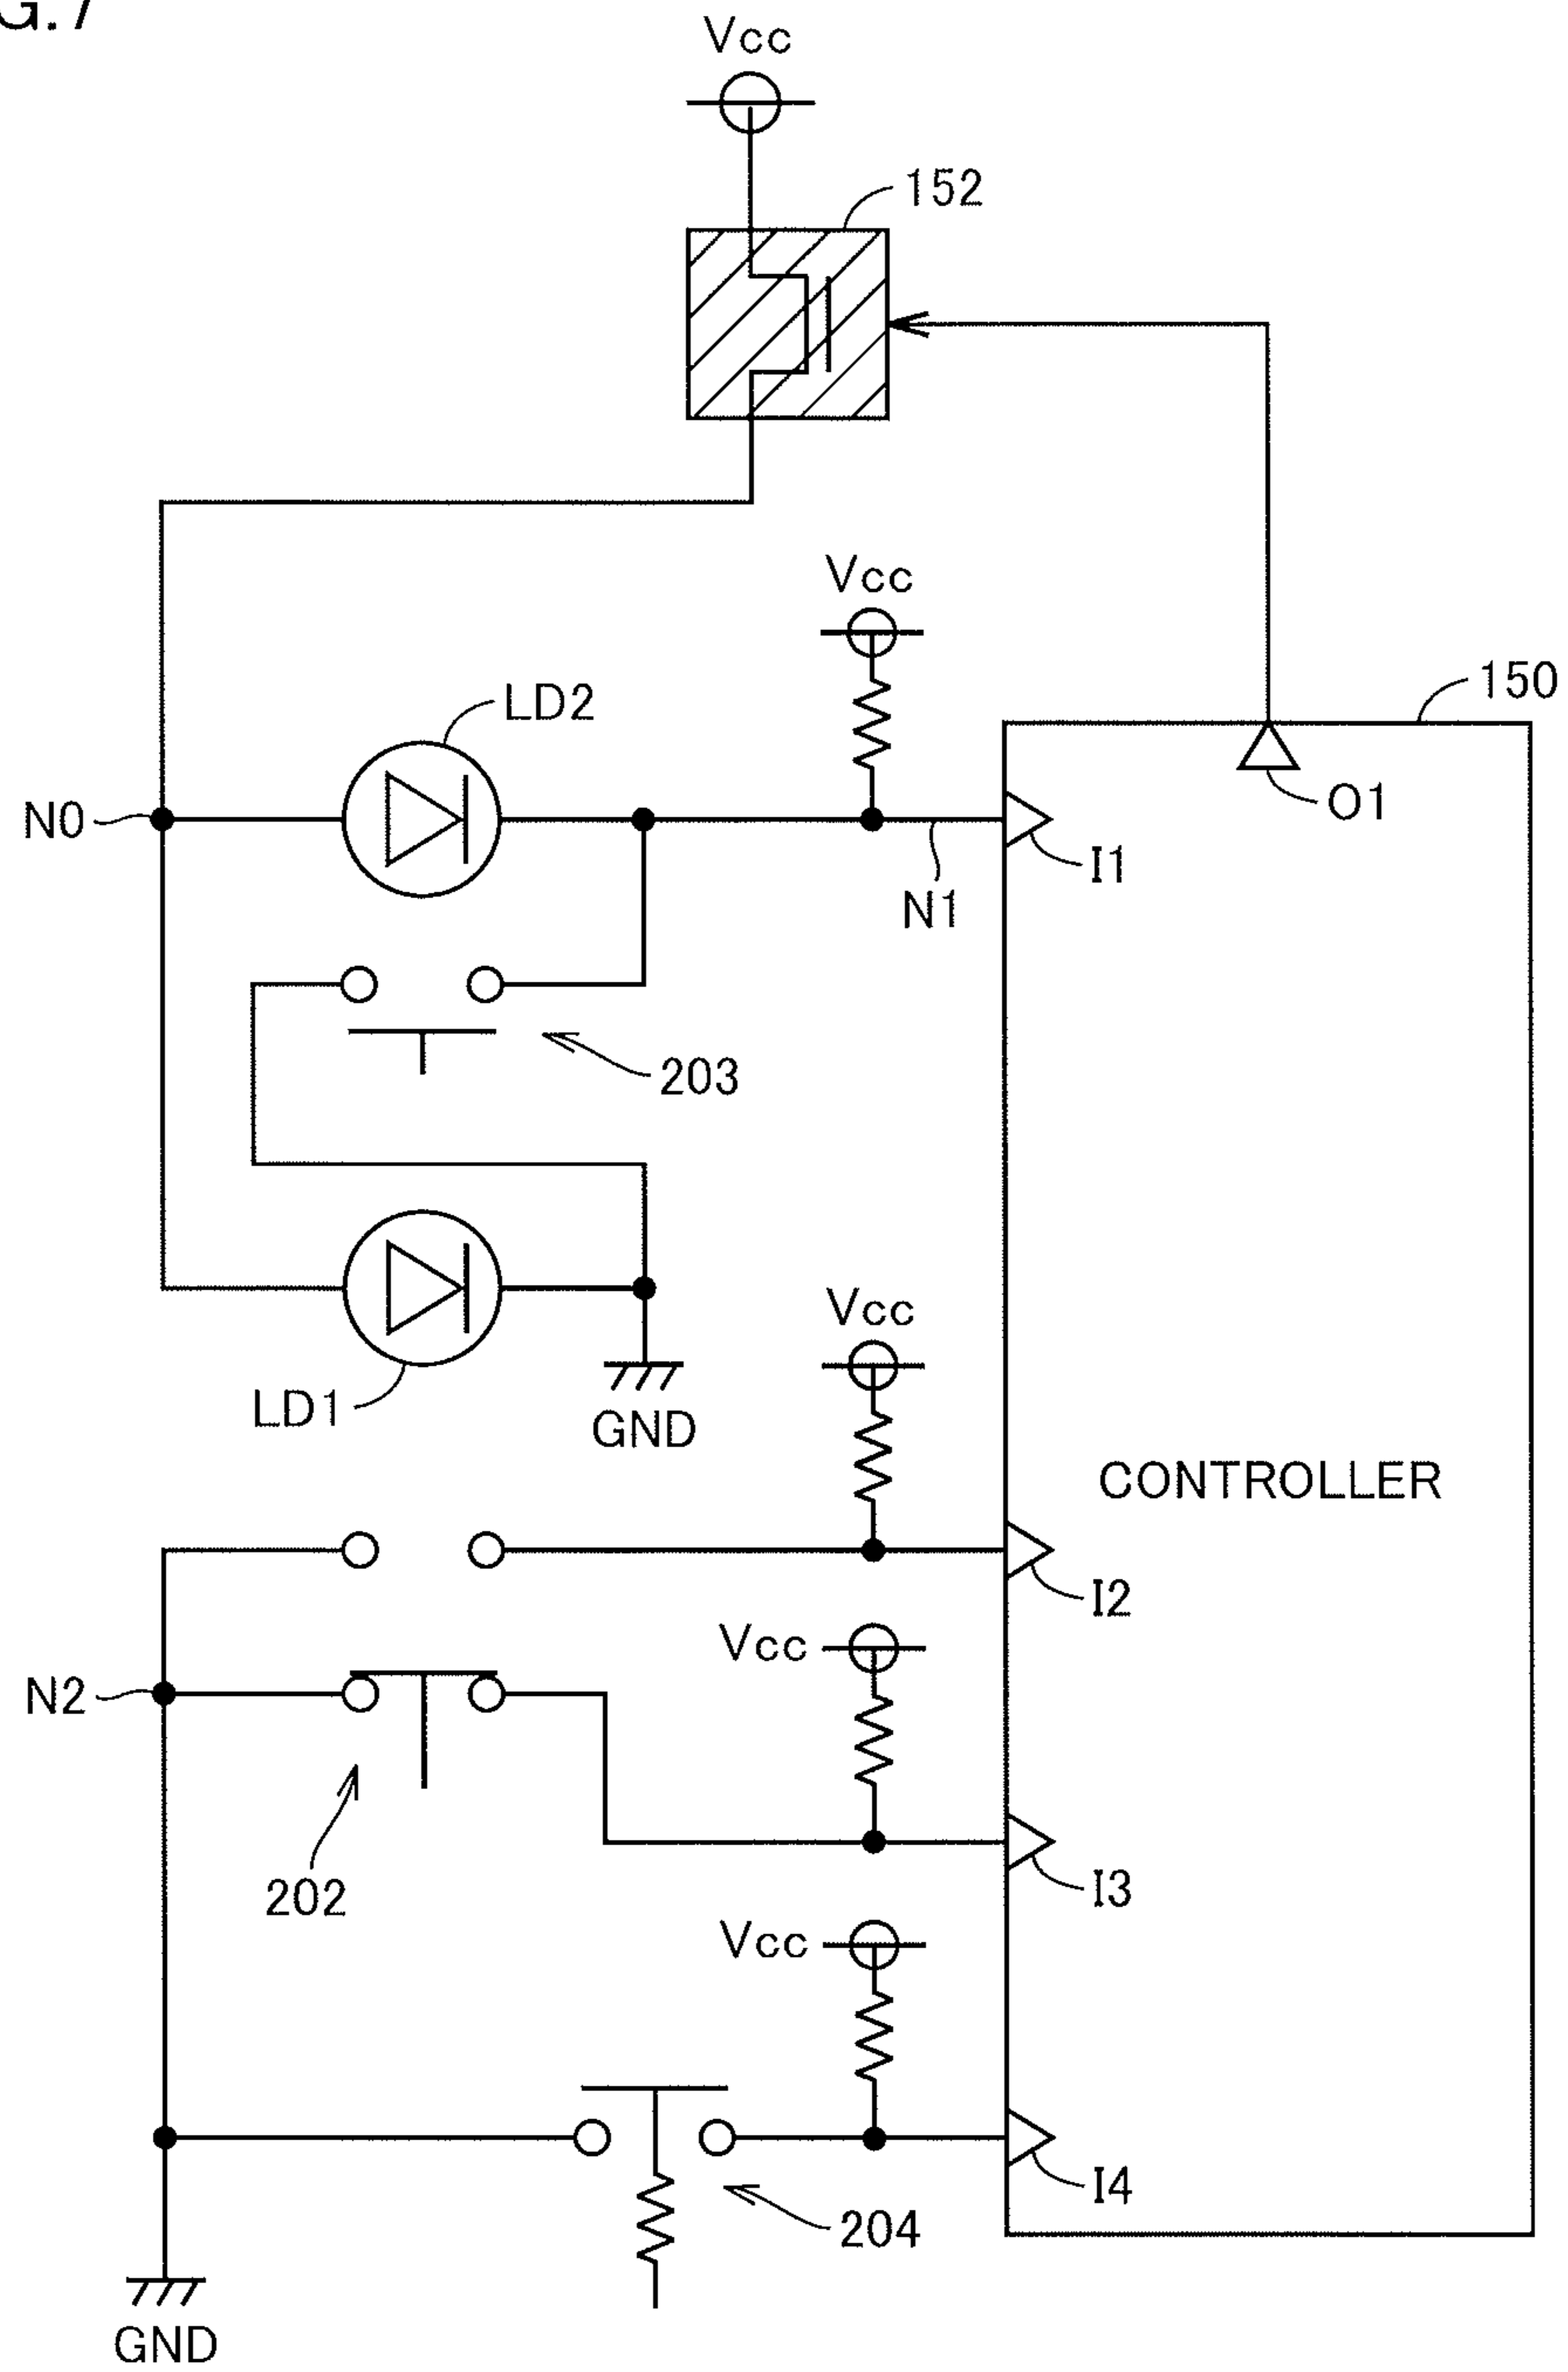 G.7
Vcc
152
Vcc
150
LD2
O1
N0
I1
N1
203
Vcc
LD1
GND
CONTROLLER
I2
Vcc
N2
I3
202
Vcc
I4
204
GND